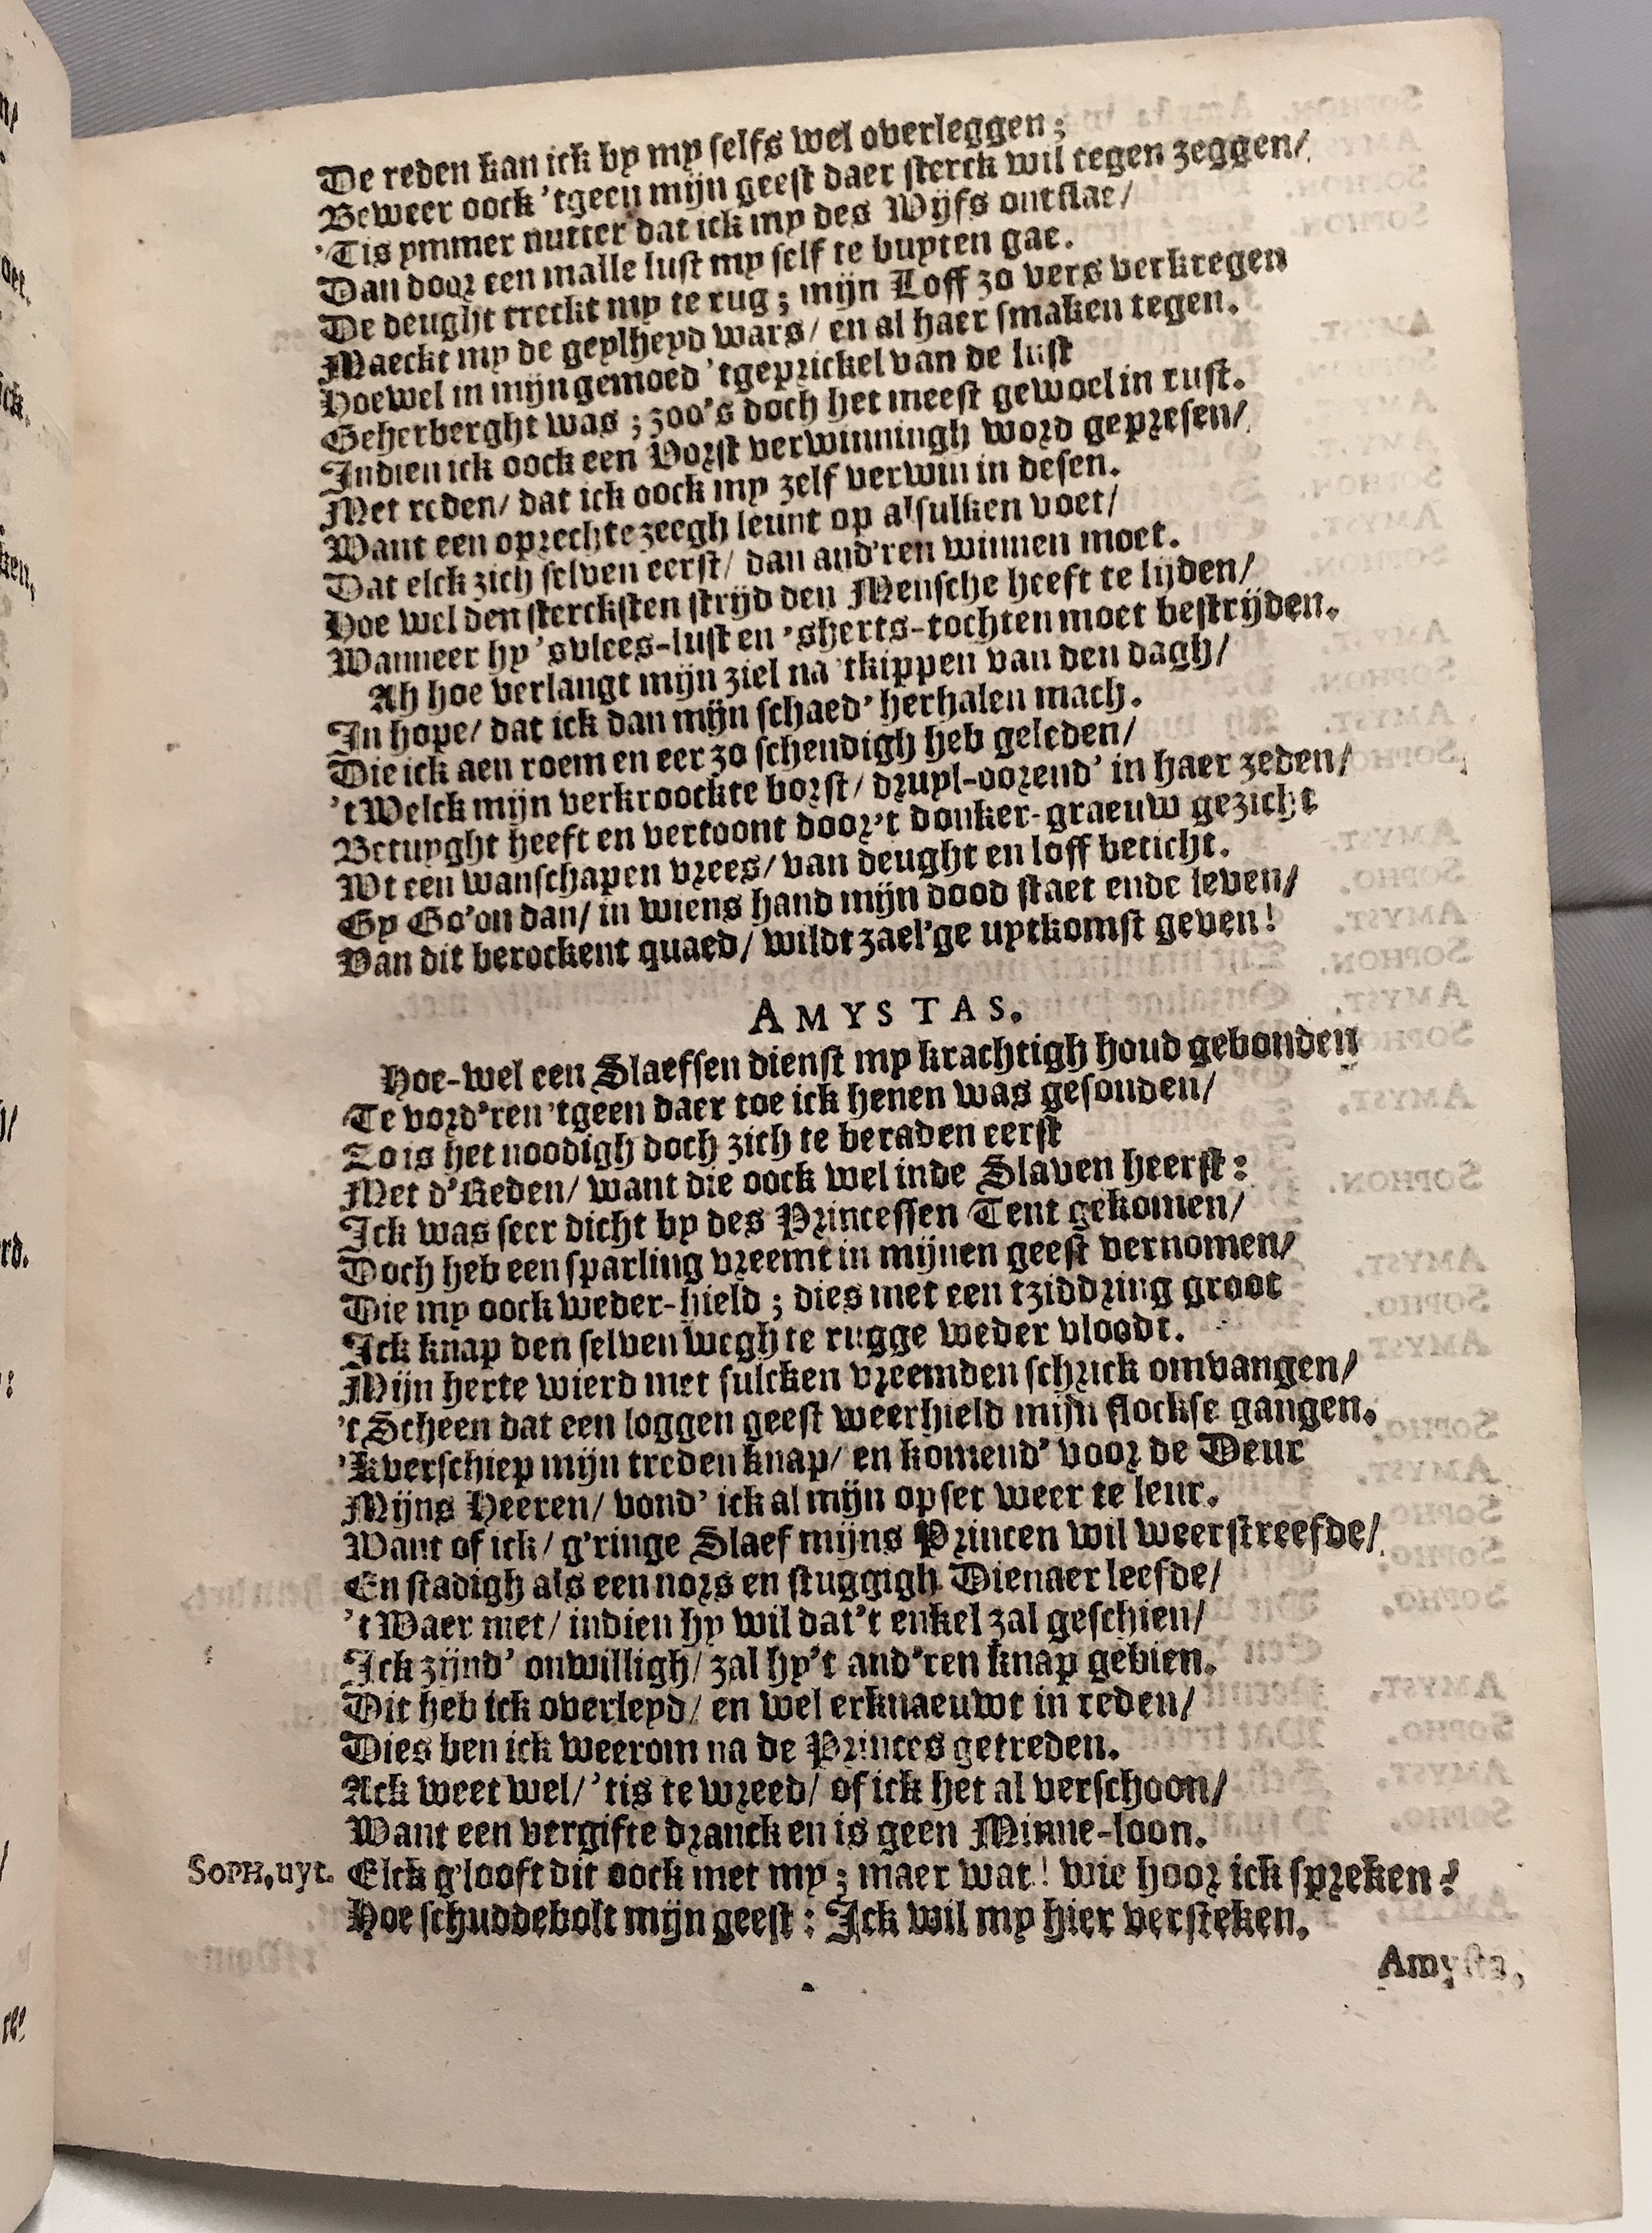 De reden kan ick by my selfs wel overleggen;
Beweer oock 'tgeen mijn geest daer sterck wil tegen zeggen/
'Tis ymmer nutter dat ick my des Wijfs ontslae/
Dan door een malle lust my self te buyten gae.
De deught treckt my te rug; mijn Loff zo vers verkregen
Maeckt my de geylheyd wars/ en al haer smaken tegen.
Hoewel in mijn gemoed 'tgeprickel van de lust
Geherberght was; zoo's doch het meest gewoel in rust.
Indien ick oock een Vorst verwinningh word gepresen/
Met reden/ dat ick oock my zelf verwin in desen.
Want een oprechte zeegh leunt op alsulken voet/
Dat elck zich selven eerst/ dan and'ren winnen moet.
Hoe wel den stercksten strijd den Mensche heeft te lijden/
Wanneer hy 'svlees-lust en 'sherts-tochten moet bestrijden.
Ah hoe verlangt mijn ziel na 'tkippen van den dagh/
In hope/ dat ick dan mijn schaed' herhalen mach.
Die ick aen roem en eer zo schendigh heb geleden/
't Welck mijn verkroockte borst/ druyl-oorend' in haer zeden/
Betuyght heeft en vertoont door't donker-graeuw gezicht
Wt een wanschapen vrees/ van deught en loff beticht.
Gy Go'on dan/ in wiens hand mijn dood staet ende leven/
Van dit berockent quaed/ wildt zael'ge uytkomst geven!
AMYSTAS.
Hoe-wel een Slaefsen dienst my krachtigh houd gebonden
Te vord'ren 'tgeen daer toe ick henen was gesonden/
Zo is het noodigh doch zich te beraden eerst
Met d'Reden/ want die oock wel inde Slaven heerst:
Ick was seer dicht by des Princessen Tent gekomen/
Doch heb een sparling vreemt in mijnen geest vernomen/
Die my oock weder-hield; dies met een tziddring groot
Ick knap den selven wegh te rugge weder vloodt.
Mijn herte wierd met sulcken vreemden schrick omvangen/
't Scheen dat een loggen geest weerhield mijn flockse gangen.
'Kverschiep mijn treden knap/ en komend' voor de Deur
Mijns Heeren/ vond' ick al mijn opset weer te leur.
Want of ick/ g'ringe Slaef mijns Princen wil weerstreefde/
En stadigh als een nors en stuggigh Dienaer leefde/
't Waer niet/ indien hy wil dat't enkel zal geschien/
Ick zijnd' onwilligh/ zal hy't and'ren knap gebien.
Dit heb ick overleyd/ en wel erknaeuwt in reden/
Dies ben ick weerom na de Princes getreden.
Ack weet wel/ 'tis te wreed/ of ick het al verschoon/
Want een vergifte dranck en is geen Minne-loon.
SOPH,uyt. Elck g'looft dit oock met my; maer wat! wie hoor ick spreken?
Hoe schuddebolt mijn geest: Ick wil my hier versteken.
Amysta,